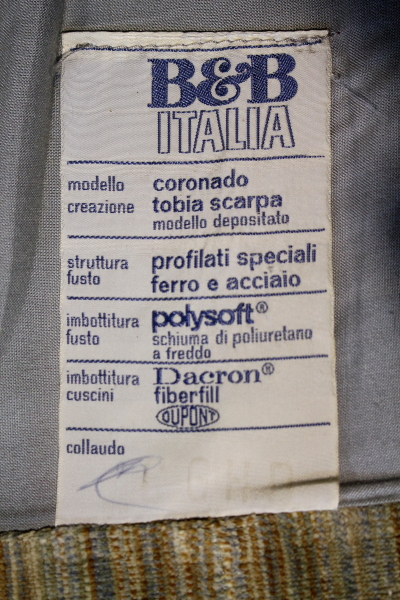 B&B
ITALIA
modello coronado
creazione tobia scarpa
modello depositato
struttura profilati speciali
fusto ferro e acciaio
imbottitura polysoft®
fusto schiuma di poliuretano
a freddo
imbottitura Dacron®
cuscini fiberfill
DUPONT
collaudo